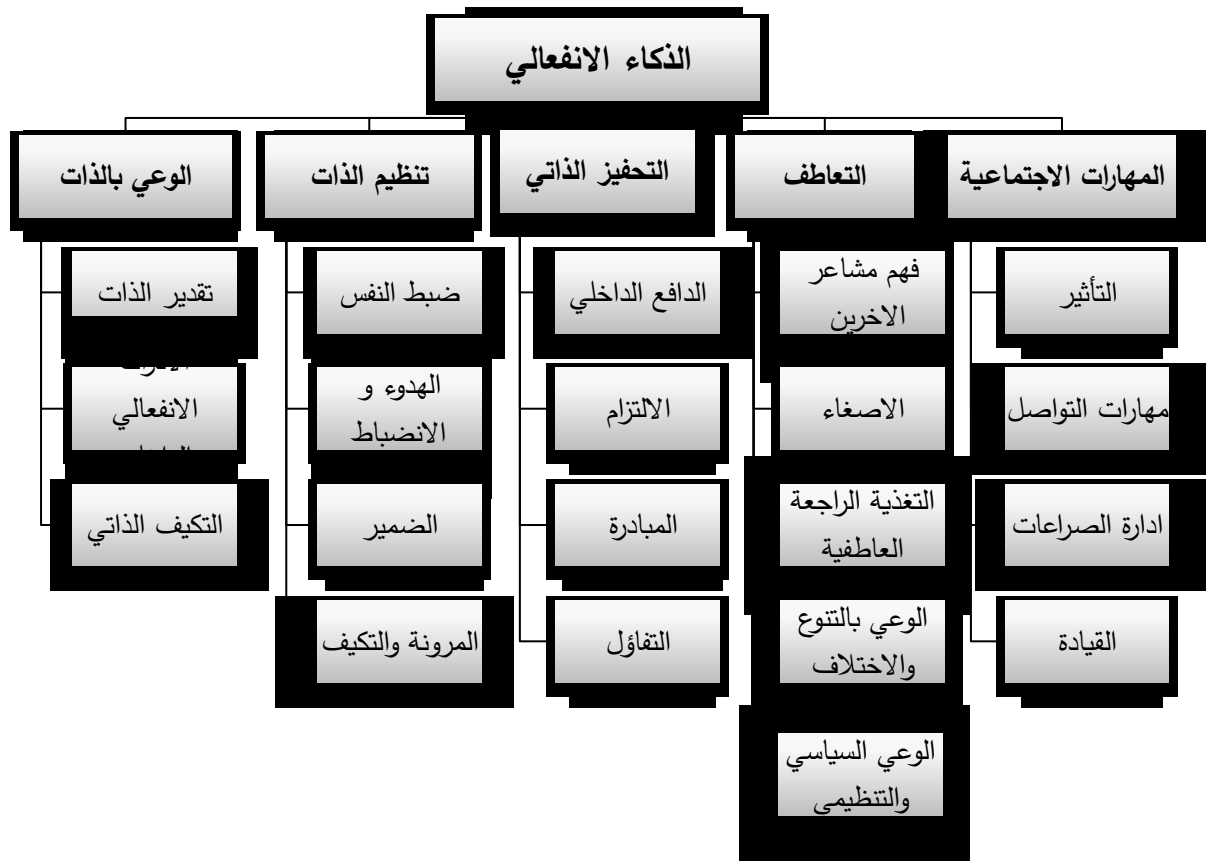 الذكاء الانفعالي
المهارات الاجتماعية
التأثير
مهارات التواصل
ادارة الصراعات
القيادة
التعاطف
فهم مشاعر
الاخرين
الاصغاء
التغذية الراجعة
العاطفية
الوعي بالتنوع
والاختلاف
الوعي السياسي
والتنظيمي
التحفيز الذاتي
الدافع الداخلي
الالتزام
المبادرة
التفاؤل
تنظيم الذات
ضبط النفس
الهدوء و
الانضباط
الضمير
المرونة والتكيف
الوعي بالذات
تقدير الذات
الانفعالي
التكيف الذاتي